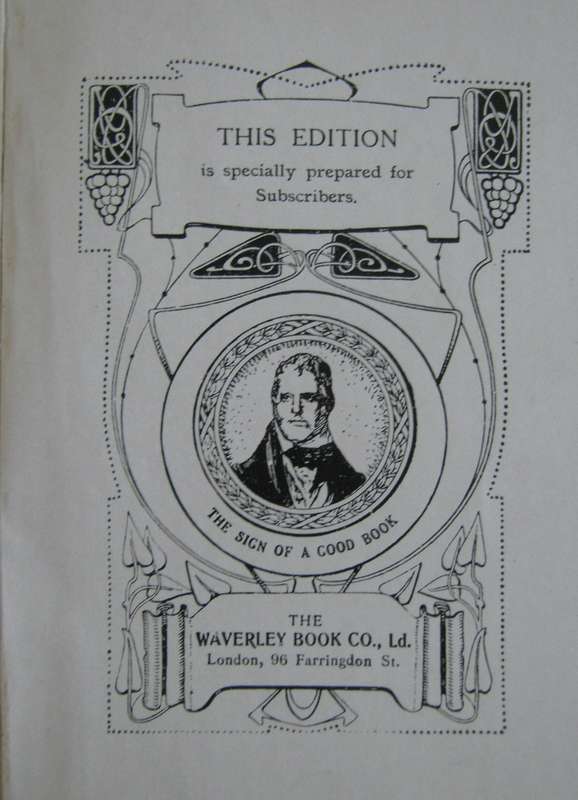 THIS EDITION
is specially prepared for
Subscribers.
THE SIGN OF A GOOD BOOK
THE
WAVERLEY BOOK CO., Ld.
London, 96 Farringdon St.